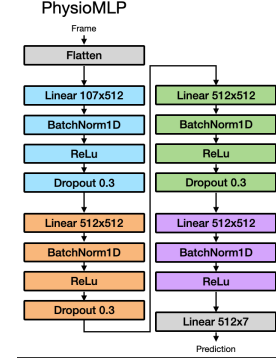 PhysioMLP
Frame
Flatten
Linear 107x512
BatchNorm1D
ReLu
Dropout 0.3
Linear 512x512
BatchNorm1D
ReLu
Dropout 0.3
Linear 512x512
BatchNorm1D
ReLu
Dropout 0.3
Linear 512x512
BatchNorm1D
ReLu
Linear 512x7
Prediction